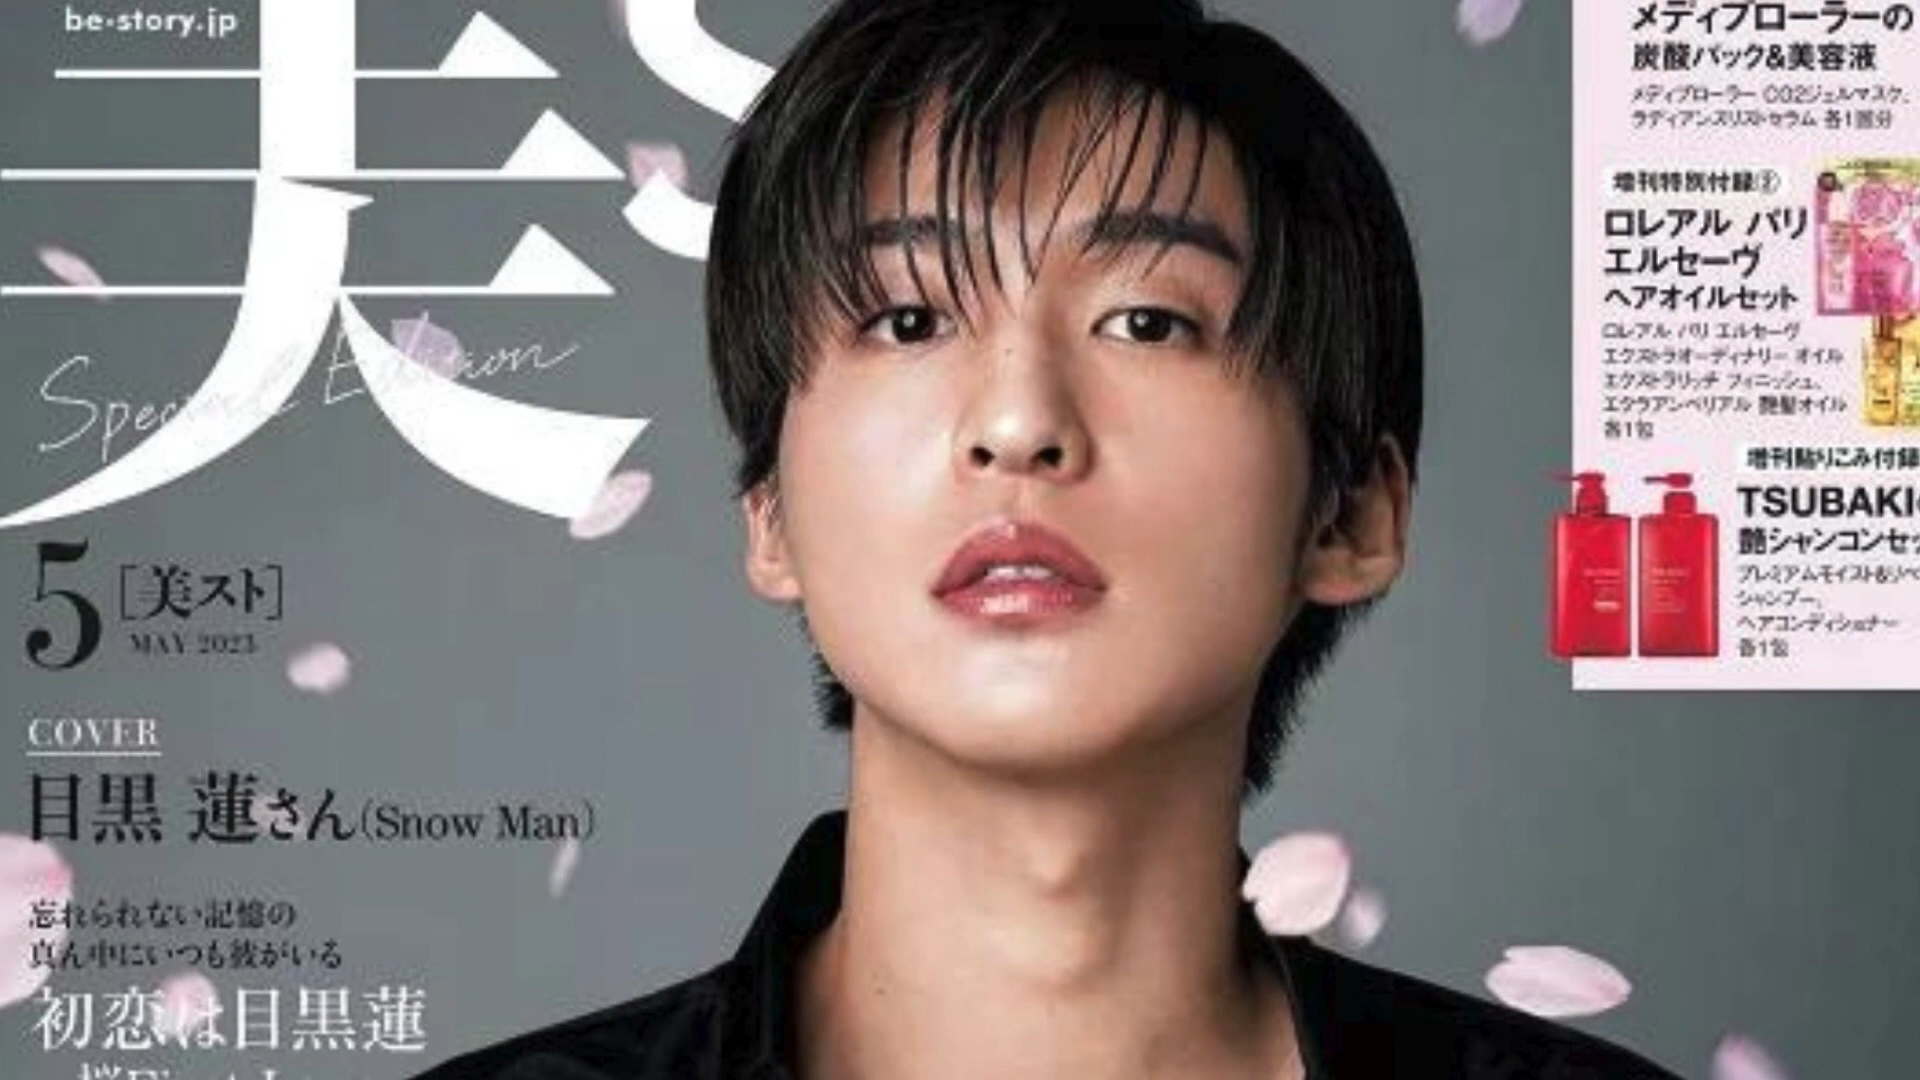 be-story.jp
美S
Special Edition
5 [美スト]
MAY 2023
COVER
目黒 蓮さん(Snow Man)
忘れられない記憶の
真ん中にいつも彼がいる
初恋は目黒蓮
メディプローラーの
炭酸パック&美容液
メディプローラー CO2ジェルマスク、
ラディアンスリストセラム 各1回分
増刊特別付録②
ロレアル パリ
エルセーヴ
ヘアオイルセット
ロレアル パリ エルセーヴ
エクストラオーディナリー オイル
エクストラリッチ フィニッシュ、
エクラアンペリアル 艶髪オイル
各1包
増刊貼りこみ付録
TSUBAKI
艶シャンコンセッ
プレミアムモイスト&リペ
シャンプー、
ヘアコンディショナー
各1包